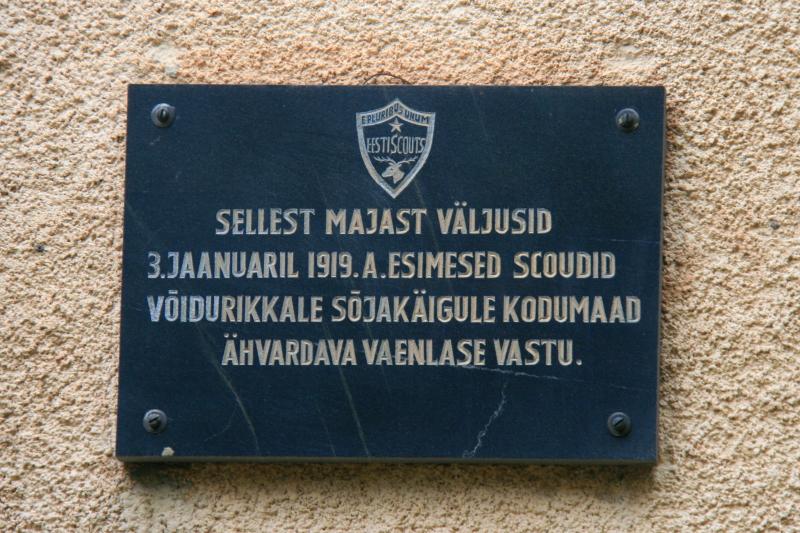 E PLURIBUS UNUM
EESTI SCOUTS
SELLEST MAJAST VÄLJUSID
3. JAANUARIL 1919. A. ESIMESED SCOUDID
VÕIDURIKKALE SÕJAKÄIGULE KODUMAAD
ÄHVARDAVA VAENLASE VASTU.